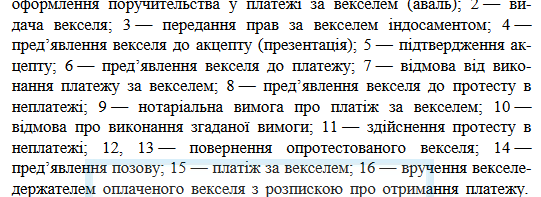 оформлення поручительства у платежі за векселем (аваль); 2 — ви-
дача векселя; 3 — передання прав за векселем індосаментом; 4 —
пред’явлення векселя до акцепту (презентація); 5 — підтвердження ак-
цепту; 6 — пред’явлення векселя до платежу; 7 — відмова від вико-
нання платежу за векселем; 8 — пред’явлення векселя до протесту в
неплатежі; 9 — нотаріальна вимога про платіж за векселем; 10 —
відмова про виконання згаданої вимоги; 11 — здійснення протесту в
неплатежі; 12, 13 — повернення опротестованого векселя; 14 —
пред’явлення позову; 15 — платіж за векселем; 16 — вручення векселе-
держателем оплаченого векселя з розпискою про отримання платежу.